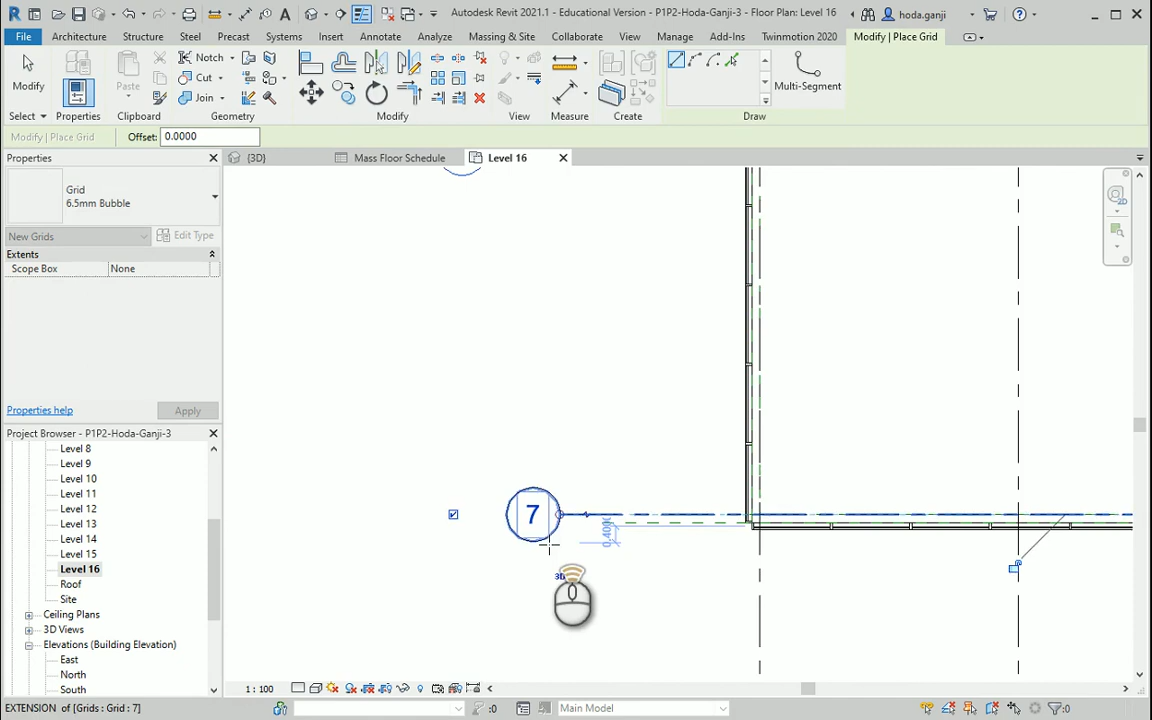 Autodesk Revit 2021.1 - Educational Version - P1P2-Hoda-Ganji-3 - Floor Plan: Level 16
hoda.ganji
File Architecture Structure Steel Precast Systems Insert Annotate Analyze Massing & Site Collaborate View Manage Add-Ins Twinmotion 2020 Modify | Place Grid
Notch
Paste Cut
Modify Join Multi-Segment
Select Properties Clipboard Geometry Modify View Measure Create Draw
Modify | Place Grid Offset: 0.0000
Properties {3D} Mass Floor Schedule Level 16
Grid
6.5mm Bubble
New Grids Edit Type
Extents
Scope Box None
Properties help Apply
Project Browser - P1P2-Hoda-Ganji-3
Level 8
Level 9
Level 10
Level 11
Level 12
Level 13
Level 14
Level 15
Level 16
Roof
Site
Ceiling Plans
3D Views
Elevations (Building Elevation)
East
North
South
7
3D
1 : 100
EXTENSION of [Grids : Grid : 7] :0 Main Model :0